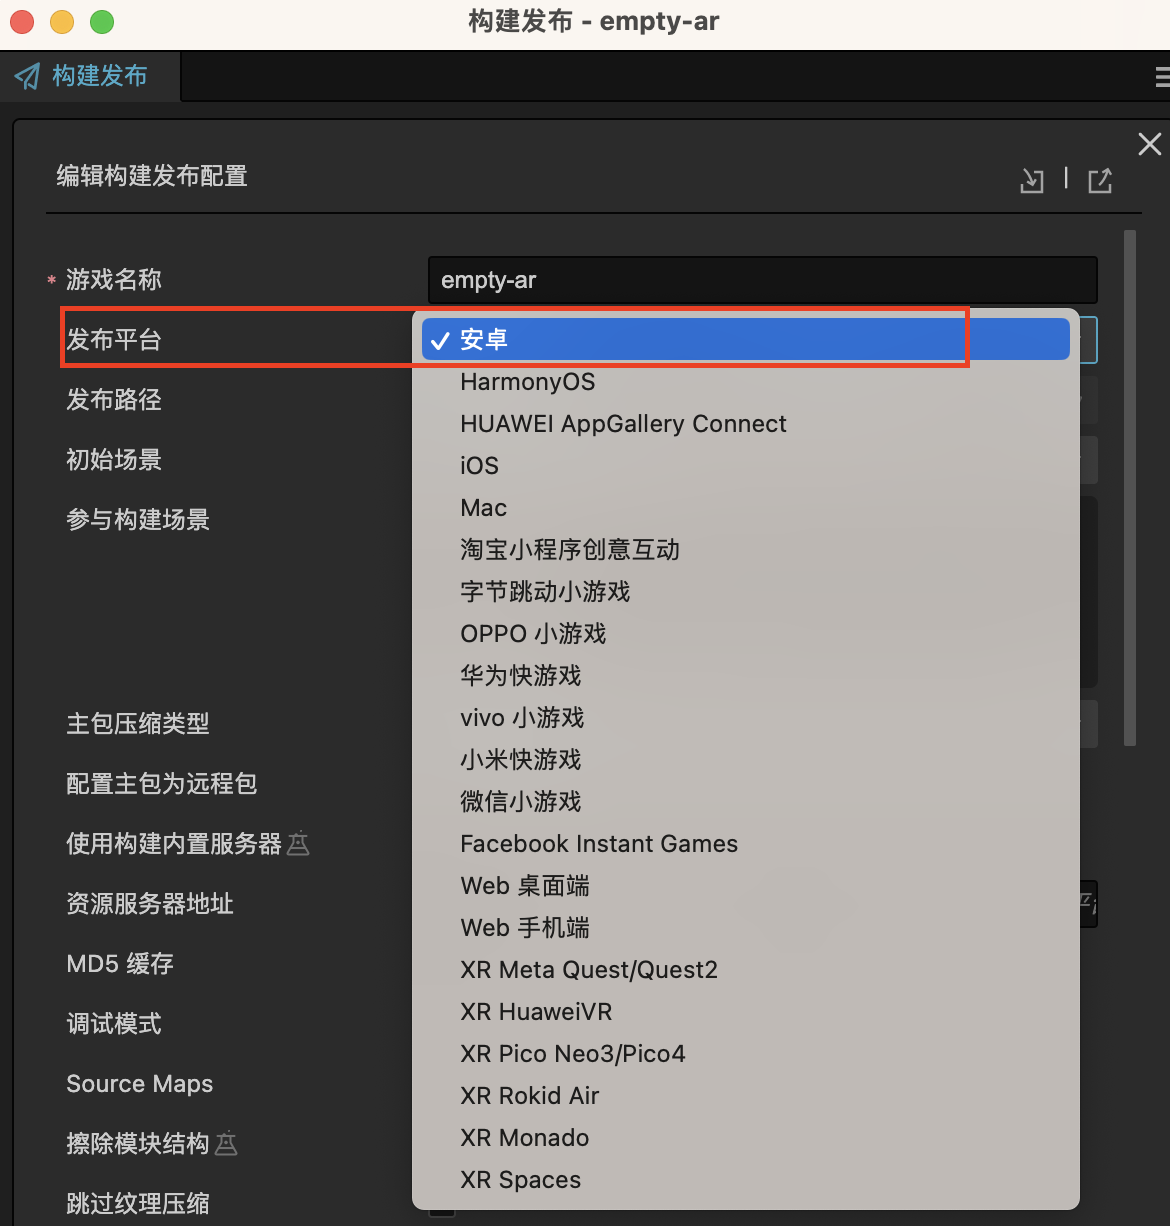 构建发布 - empty-ar
构建发布
编辑构建发布配置
* 游戏名称 empty-ar
发布平台 安卓
HarmonyOS
发布路径
HUAWEI AppGallery Connect
初始场景 iOS
Mac
参与构建场景
淘宝小程序创意互动
字节跳动小游戏
OPPO 小游戏
华为快游戏
主包压缩类型 vivo 小游戏
小米快游戏
配置主包为远程包
微信小游戏
使用构建内置服务器 Facebook Instant Games
Web 桌面端
资源服务器地址
Web 手机端
MD5 缓存 XR Meta Quest/Quest2
XR HuaweiVR
调试模式
XR Pico Neo3/Pico4
Source Maps XR Rokid Air
擦除模块结构 XR Monado
XR Spaces
跳过纹理压缩